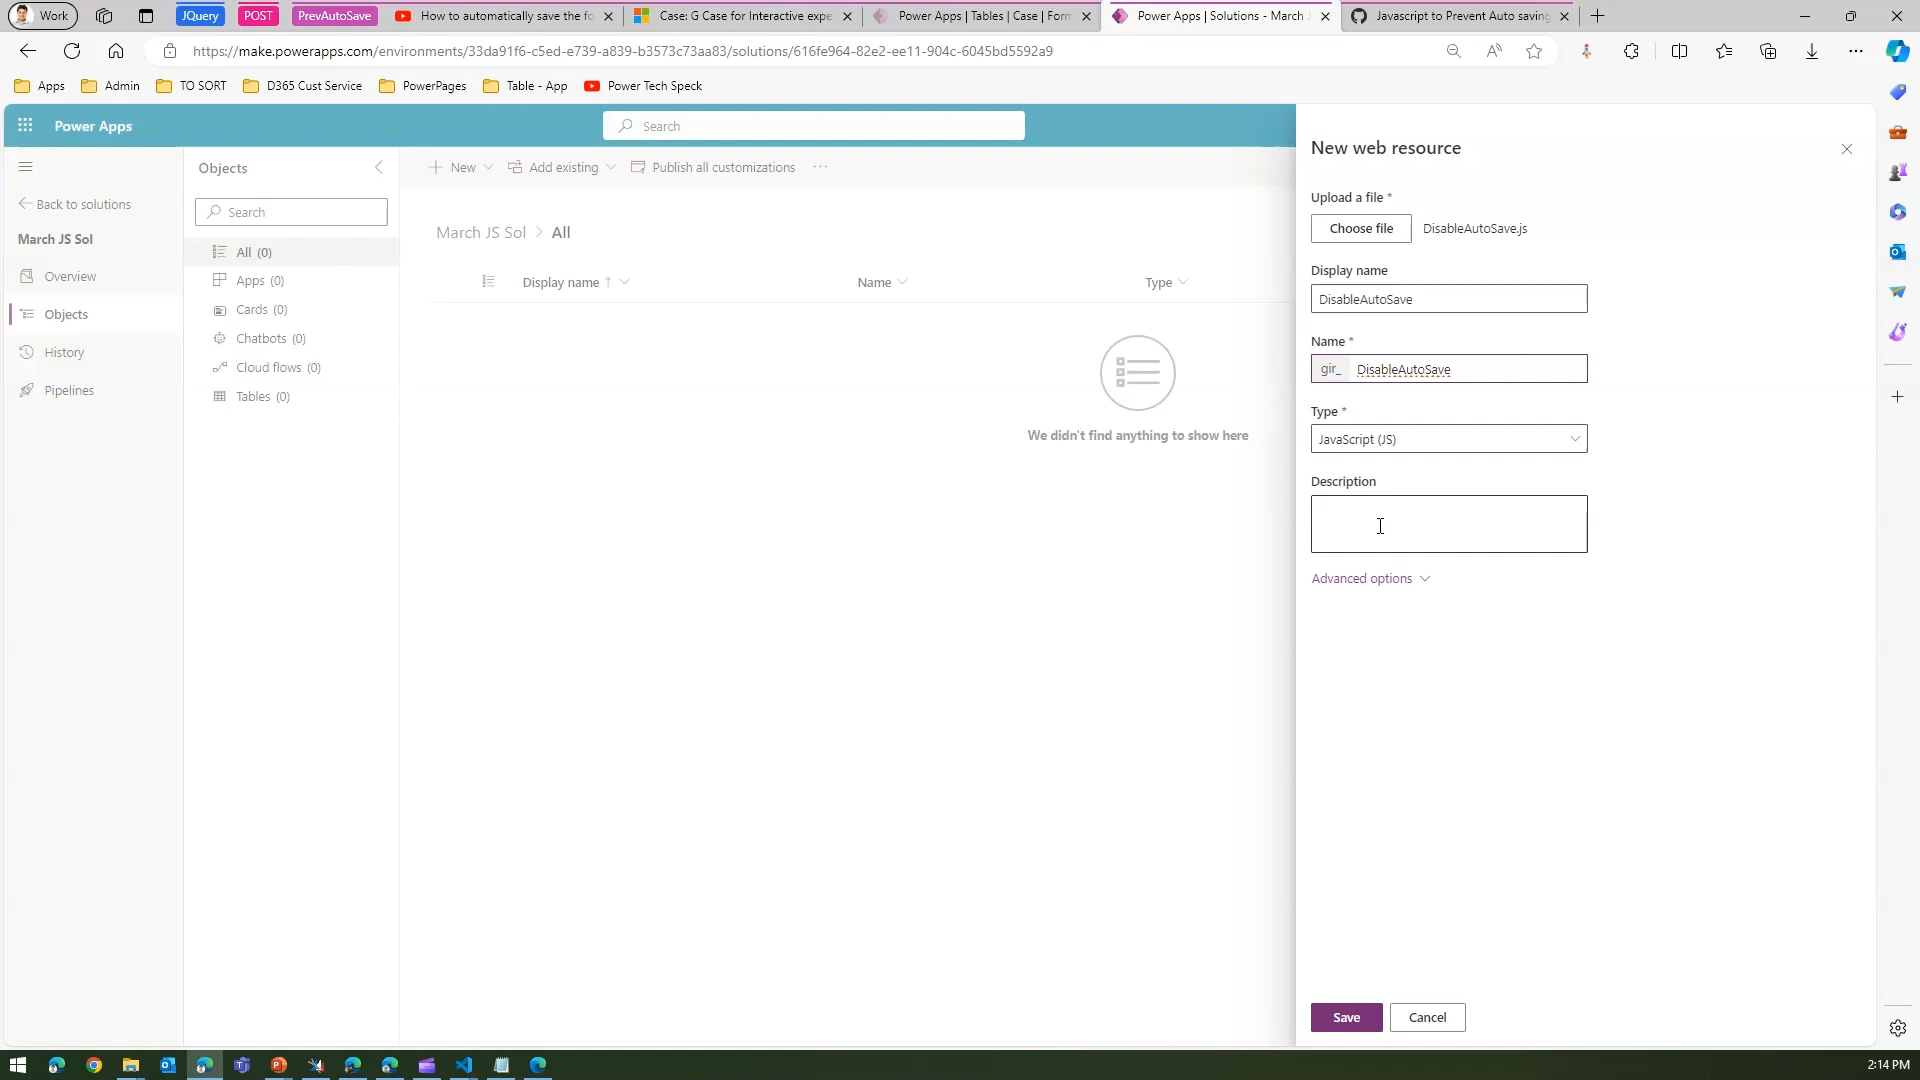 Work
JQuery
POST
PrevAutoSave
How to automatically save the fo
Case: G Case for Interactive expe
Power Apps | Tables | Case | Form
Power Apps | Solutions - March J
Javascript to Prevent Auto saving
https://make.powerapps.com/environments/33da91f6-c5ed-e739-a839-b3573c73aa83/solutions/616fe964-82e2-ee11-904c-6045bd5592a9
Apps
Admin
TO SORT
D365 Cust Service
PowerPages
Table - App
Power Tech Speck
Power Apps
Search
Back to solutions
March JS Sol
Overview
Objects
History
Pipelines
Objects
Search
All (0)
Apps (0)
Cards (0)
Chatbots (0)
Cloud flows (0)
Tables (0)
New
Add existing
Publish all customizations
March JS Sol > All
Display name ↑
Name
Type
We didn't find anything to show here
New web resource
Upload a file *
Choose file
DisableAutoSave.js
Display name
DisableAutoSave
Name *
gir_ DisableAutoSave
Type *
JavaScript (JS)
Description
Advanced options
Save
Cancel
2:14 PM